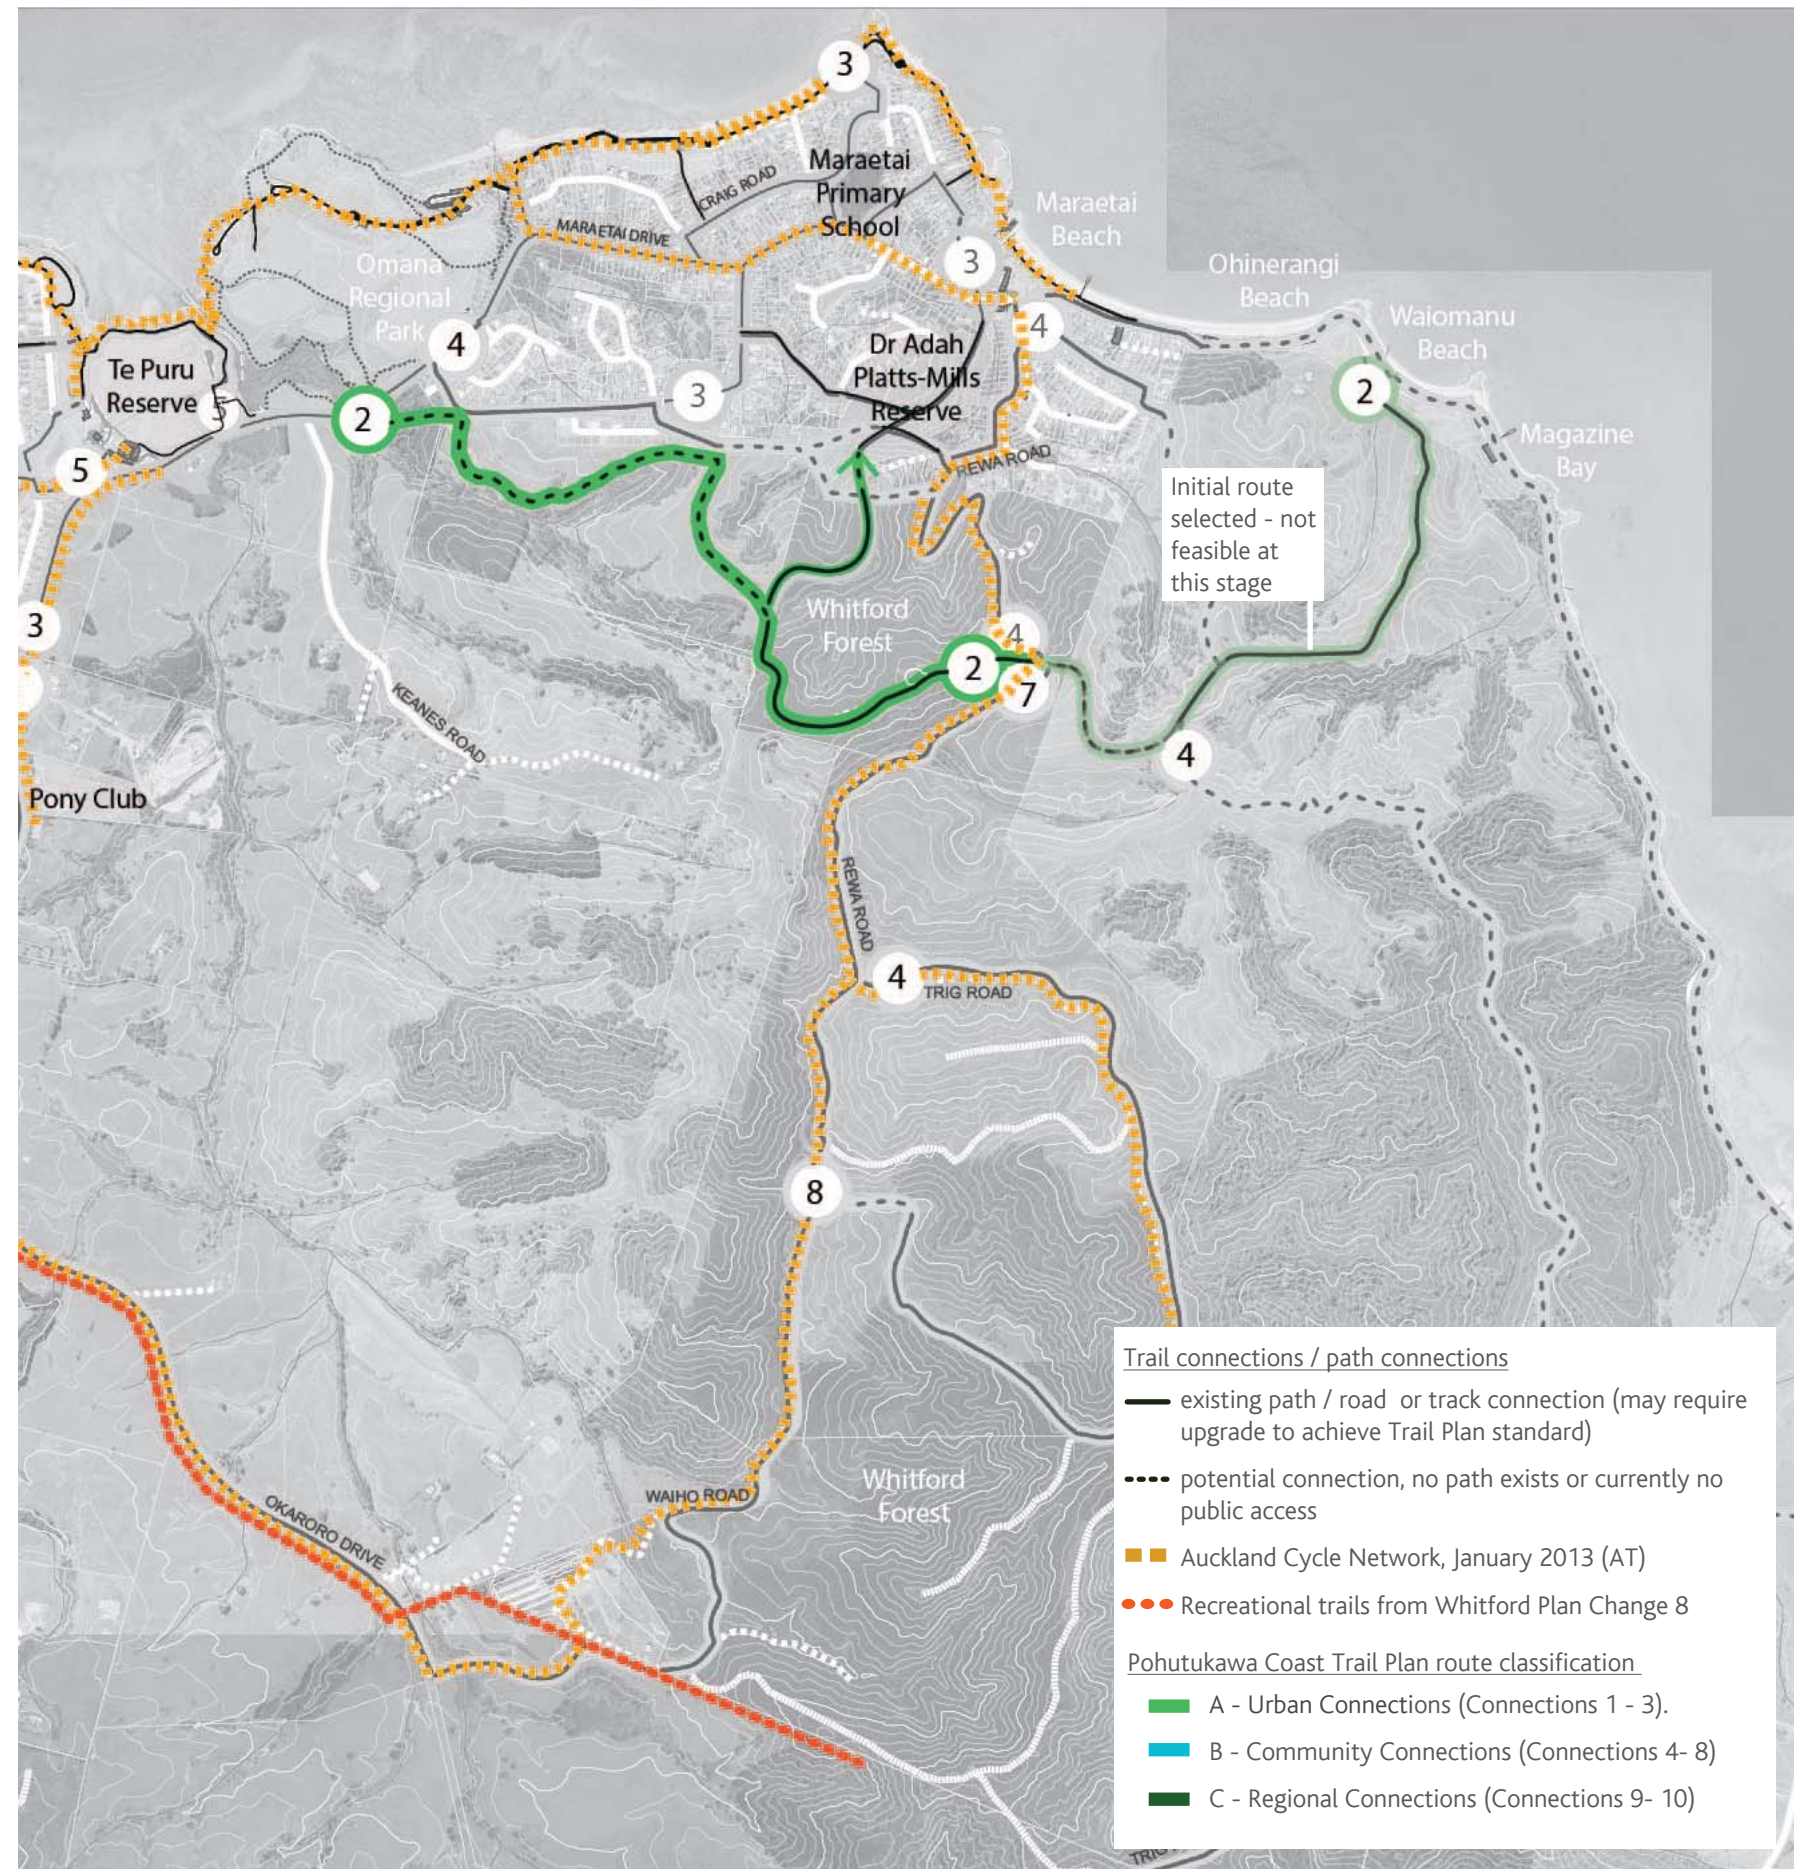 3
Maraetai
Primary
School
CRAIG ROAD
MARAETAI DRIVE
Maraetai
Beach
3
Omana
Regional
Park
Ohinerangi
Beach
Waiomanu
Beach
4
4
Te Puru
Reserve
Dr Adah
Platts-Mills
Reserve
3
2
2
5
REWA ROAD
Magazine
Bay
5
Initial route
selected - not
feasible at
this stage
3
Whitford
Forest
4
2
7
KEANES ROAD
4
Pony Club
REWA ROAD
4
TRIG ROAD
8
OKARORO DRIVE
WAIHO ROAD
Whitford
Forest
Trail connections / path connections
existing path / road or track connection (may require
upgrade to achieve Trail Plan standard)
potential connection, no path exists or currently no
public access
Auckland Cycle Network, January 2013 (AT)
Recreational trails from Whitford Plan Change 8
Pohutukawa Coast Trail Plan route classification
A - Urban Connections (Connections 1 - 3).
B - Community Connections (Connections 4- 8)
C - Regional Connections (Connections 9- 10)
TRIG